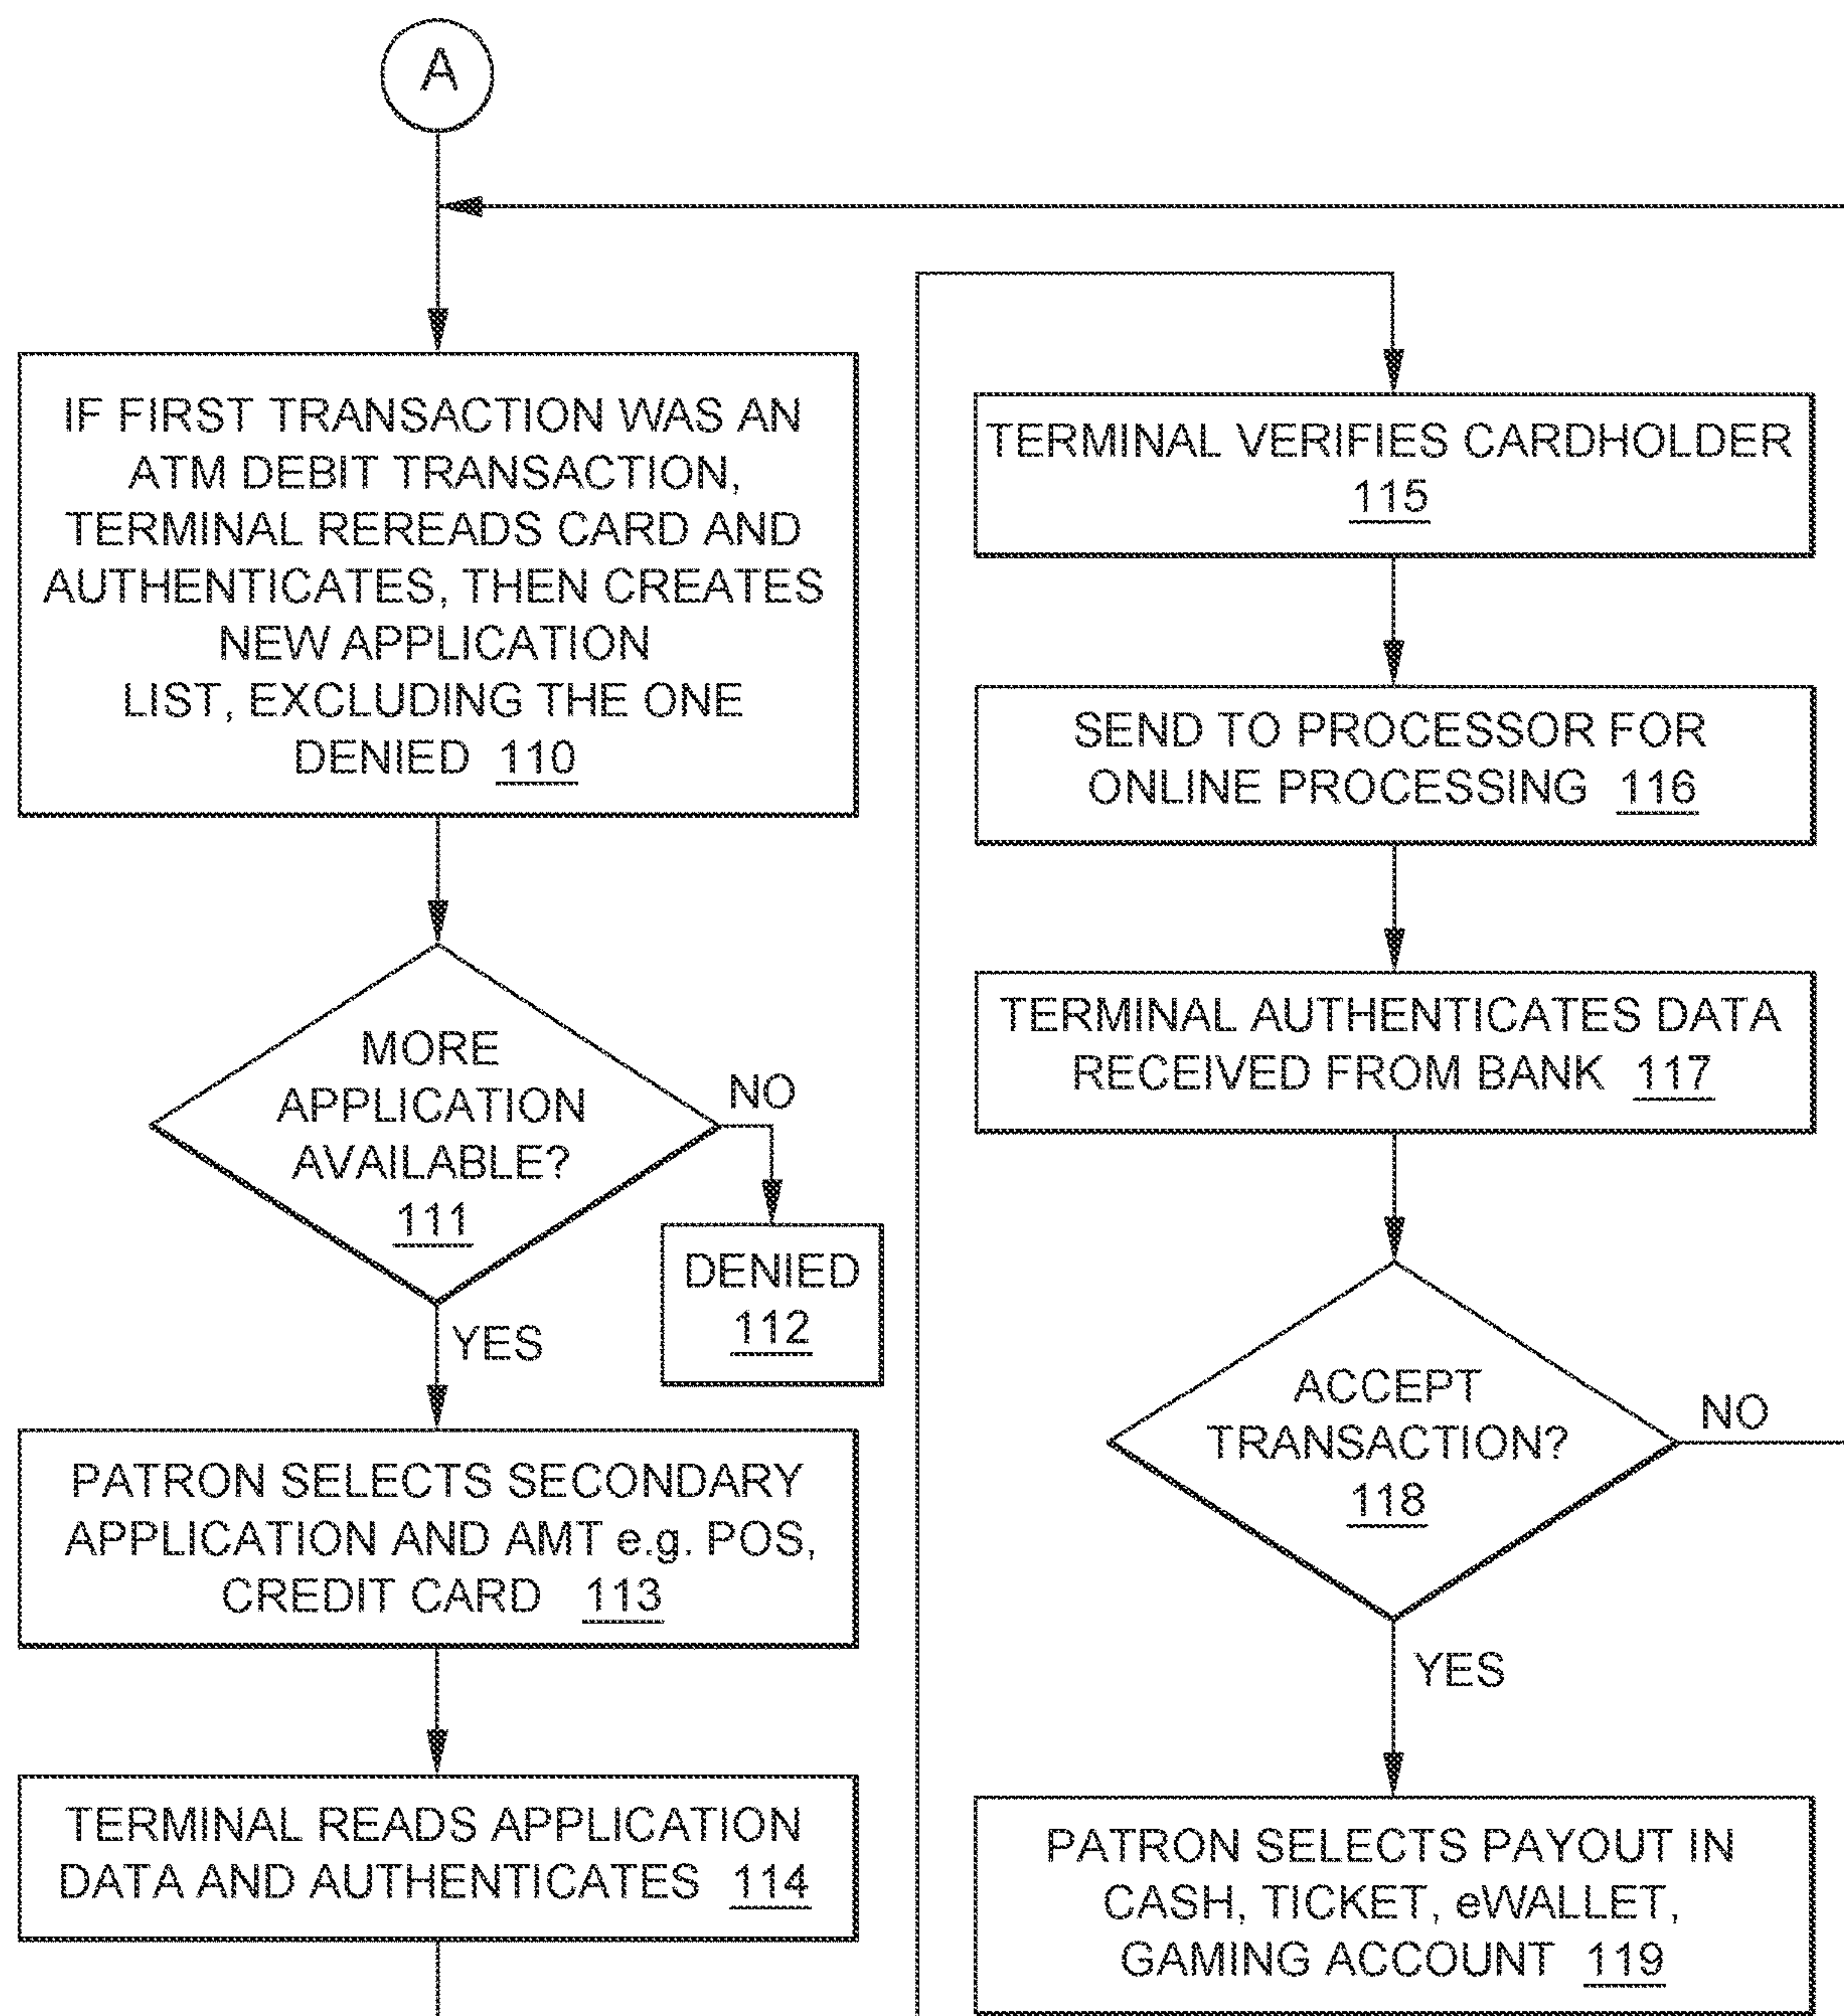 A
IF FIRST TRANSACTION WAS AN
ATM DEBIT TRANSACTION,
TERMINAL REREADS CARD AND
AUTHENTICATES, THEN CREATES
NEW APPLICATION
LIST, EXCLUDING THE ONE
DENIED 110
MORE
APPLICATION
AVAILABLE?
111
NO
DENIED
112
YES
PATRON SELECTS SECONDARY
APPLICATION AND AMT e.g. POS,
CREDIT CARD 113
TERMINAL READS APPLICATION
DATA AND AUTHENTICATES 114
TERMINAL VERIFIES CARDHOLDER
115
SEND TO PROCESSOR FOR
ONLINE PROCESSING 116
TERMINAL AUTHENTICATES DATA
RECEIVED FROM BANK 117
ACCEPT
TRANSACTION?
118
NO
YES
PATRON SELECTS PAYOUT IN
CASH, TICKET, eWALLET,
GAMING ACCOUNT 119